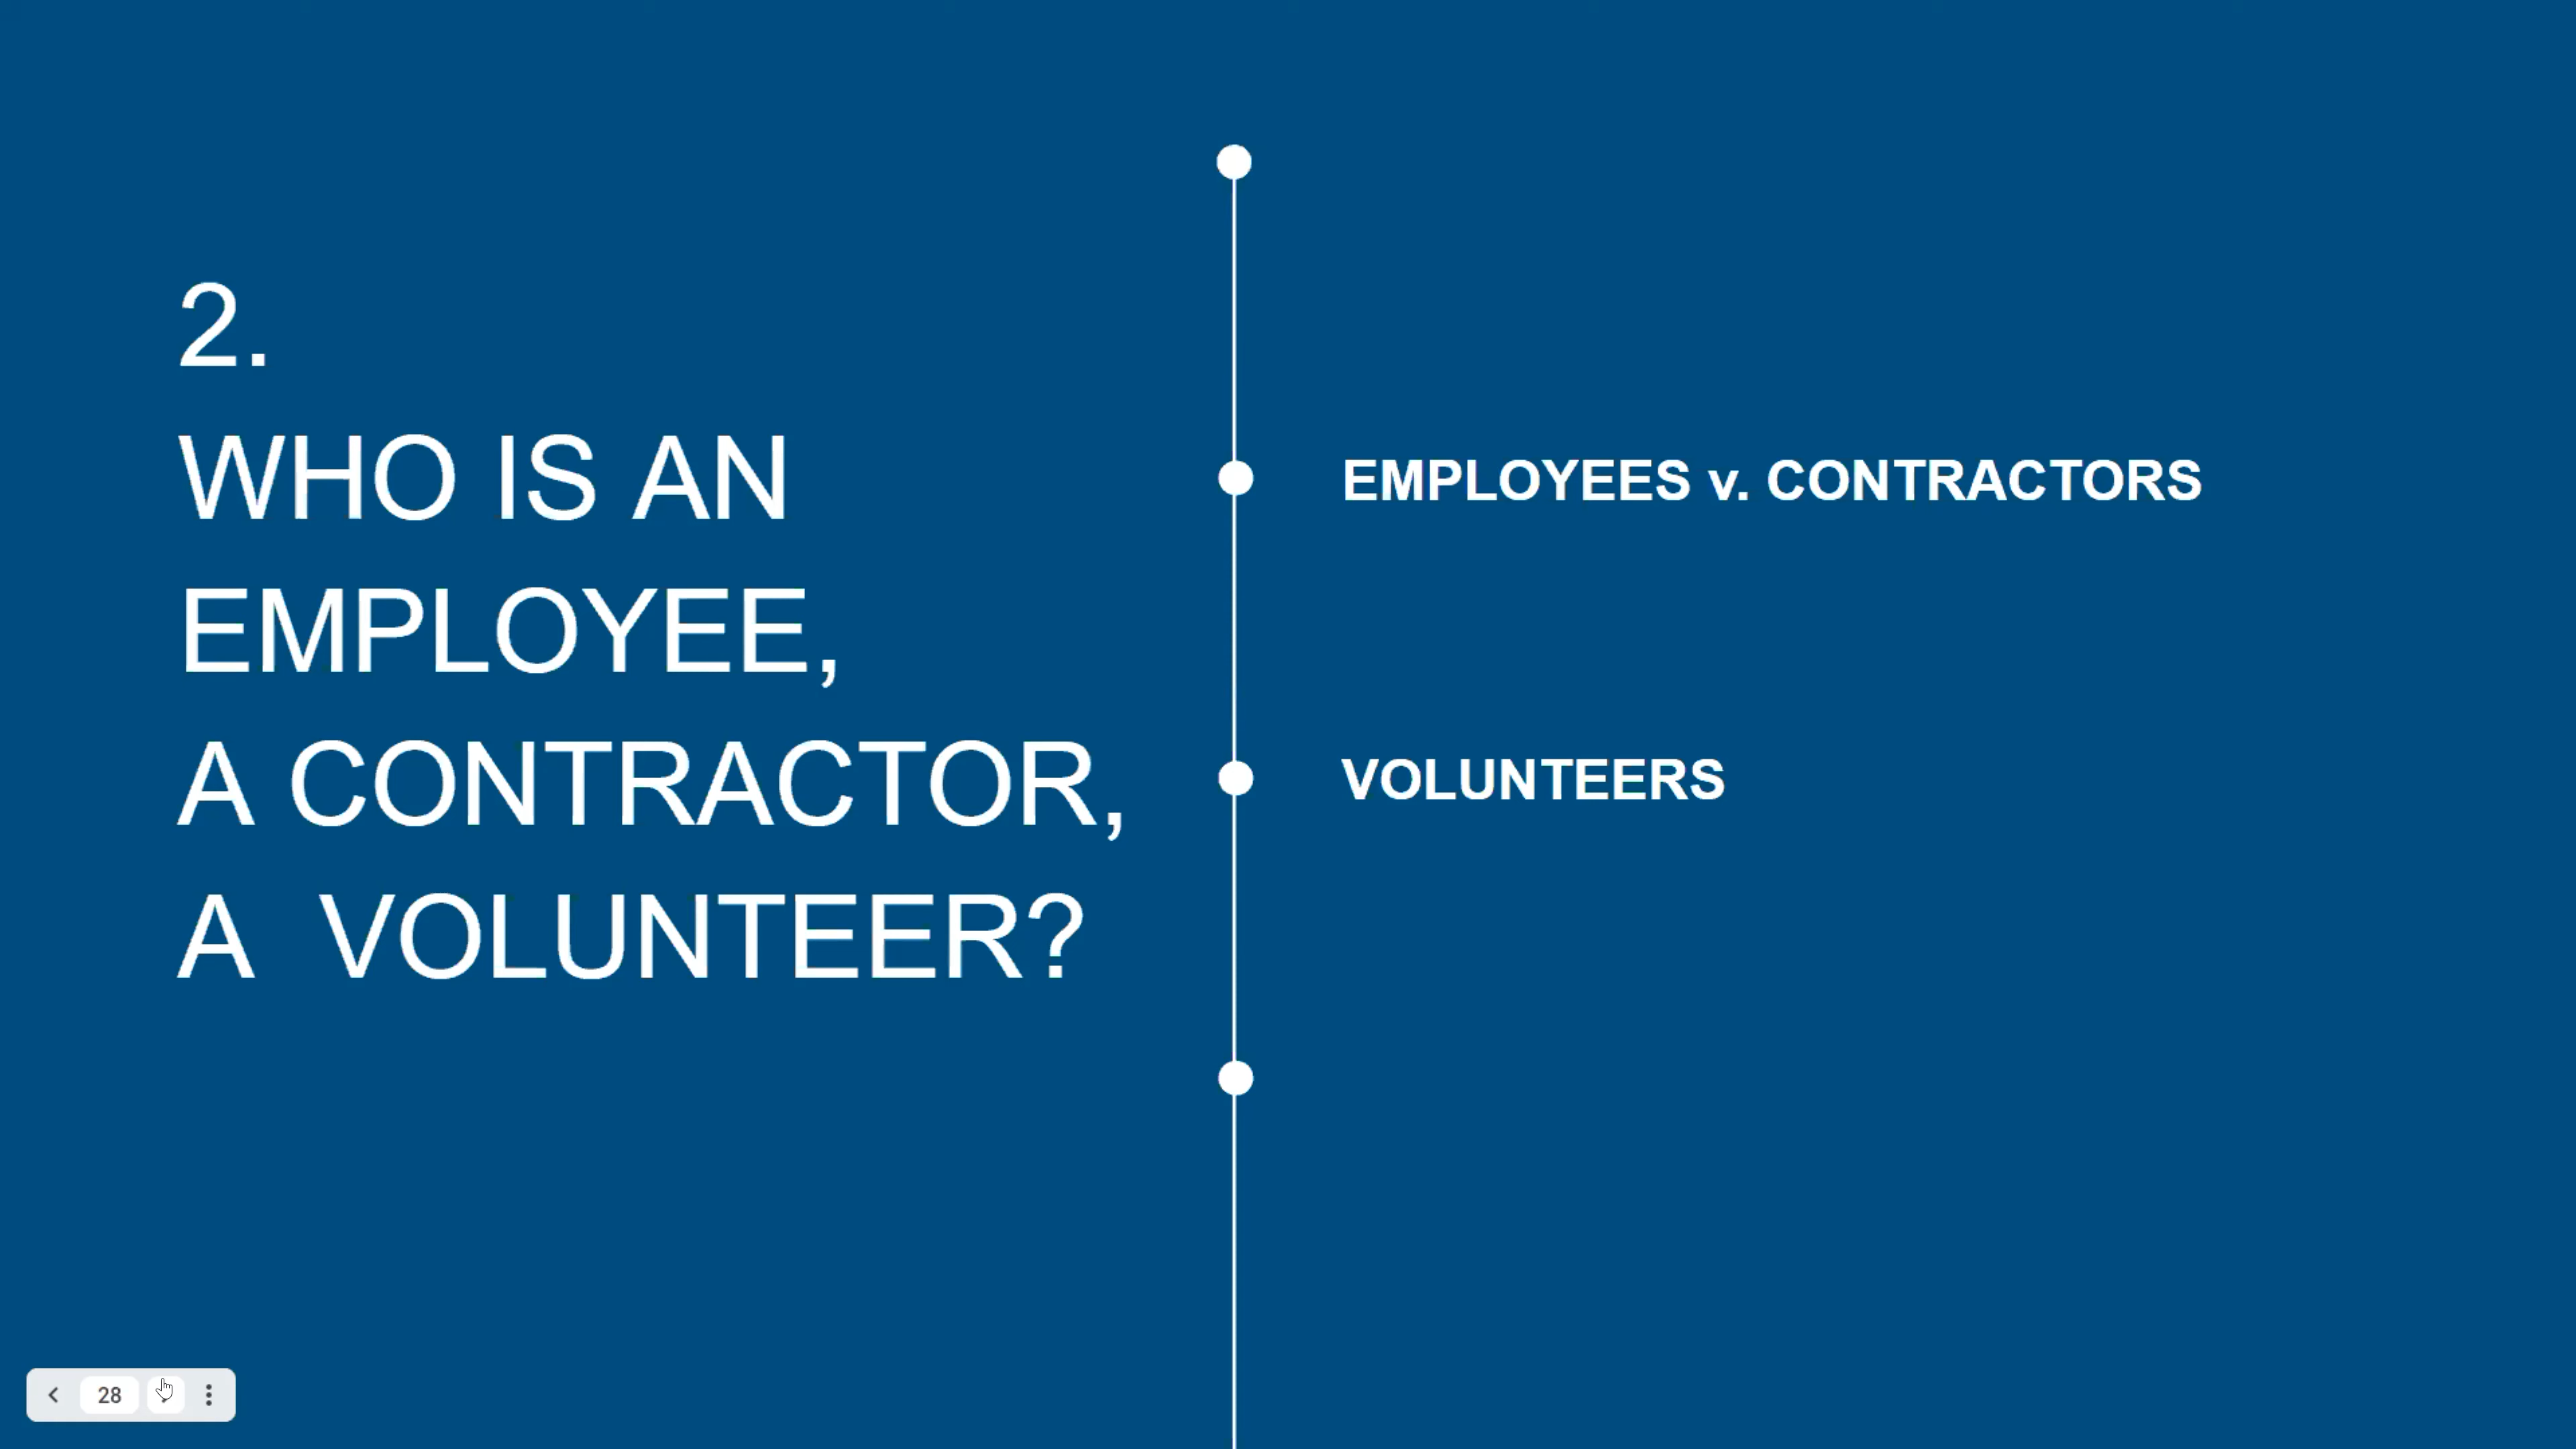 2.
WHO IS AN
EMPLOYEE,
A CONTRACTOR,
A VOLUNTEER?
EMPLOYEES v. CONTRACTORS
VOLUNTEERS
28